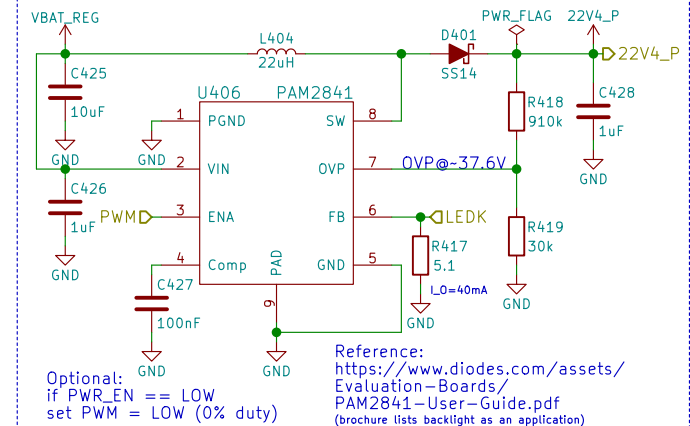 VBAT_REG
PWR_FLAG
22V4_P
L404
22uH
D401
SS14
22V4_P
C425
10uF
GND
U406
PAM2841
1
PGND
GND
SW
8
R418
910k
C428
1uF
GND
2
VIN
OVP
7
OVP@~37.6V
C426
1uF
GND
PWM
3
ENA
FB
6
LEDK
R417
5.1
I_O=40mA
GND
R419
30k
GND
4
Comp
PAD
9
GND
5
C427
100nF
GND
GND
Optional:
if PWR_EN == LOW
set PWM = LOW (0% duty)
Reference:
https://www.diodes.com/assets/
Evaluation-Boards/
PAM2841-User-Guide.pdf
(brochure lists backlight as an application)